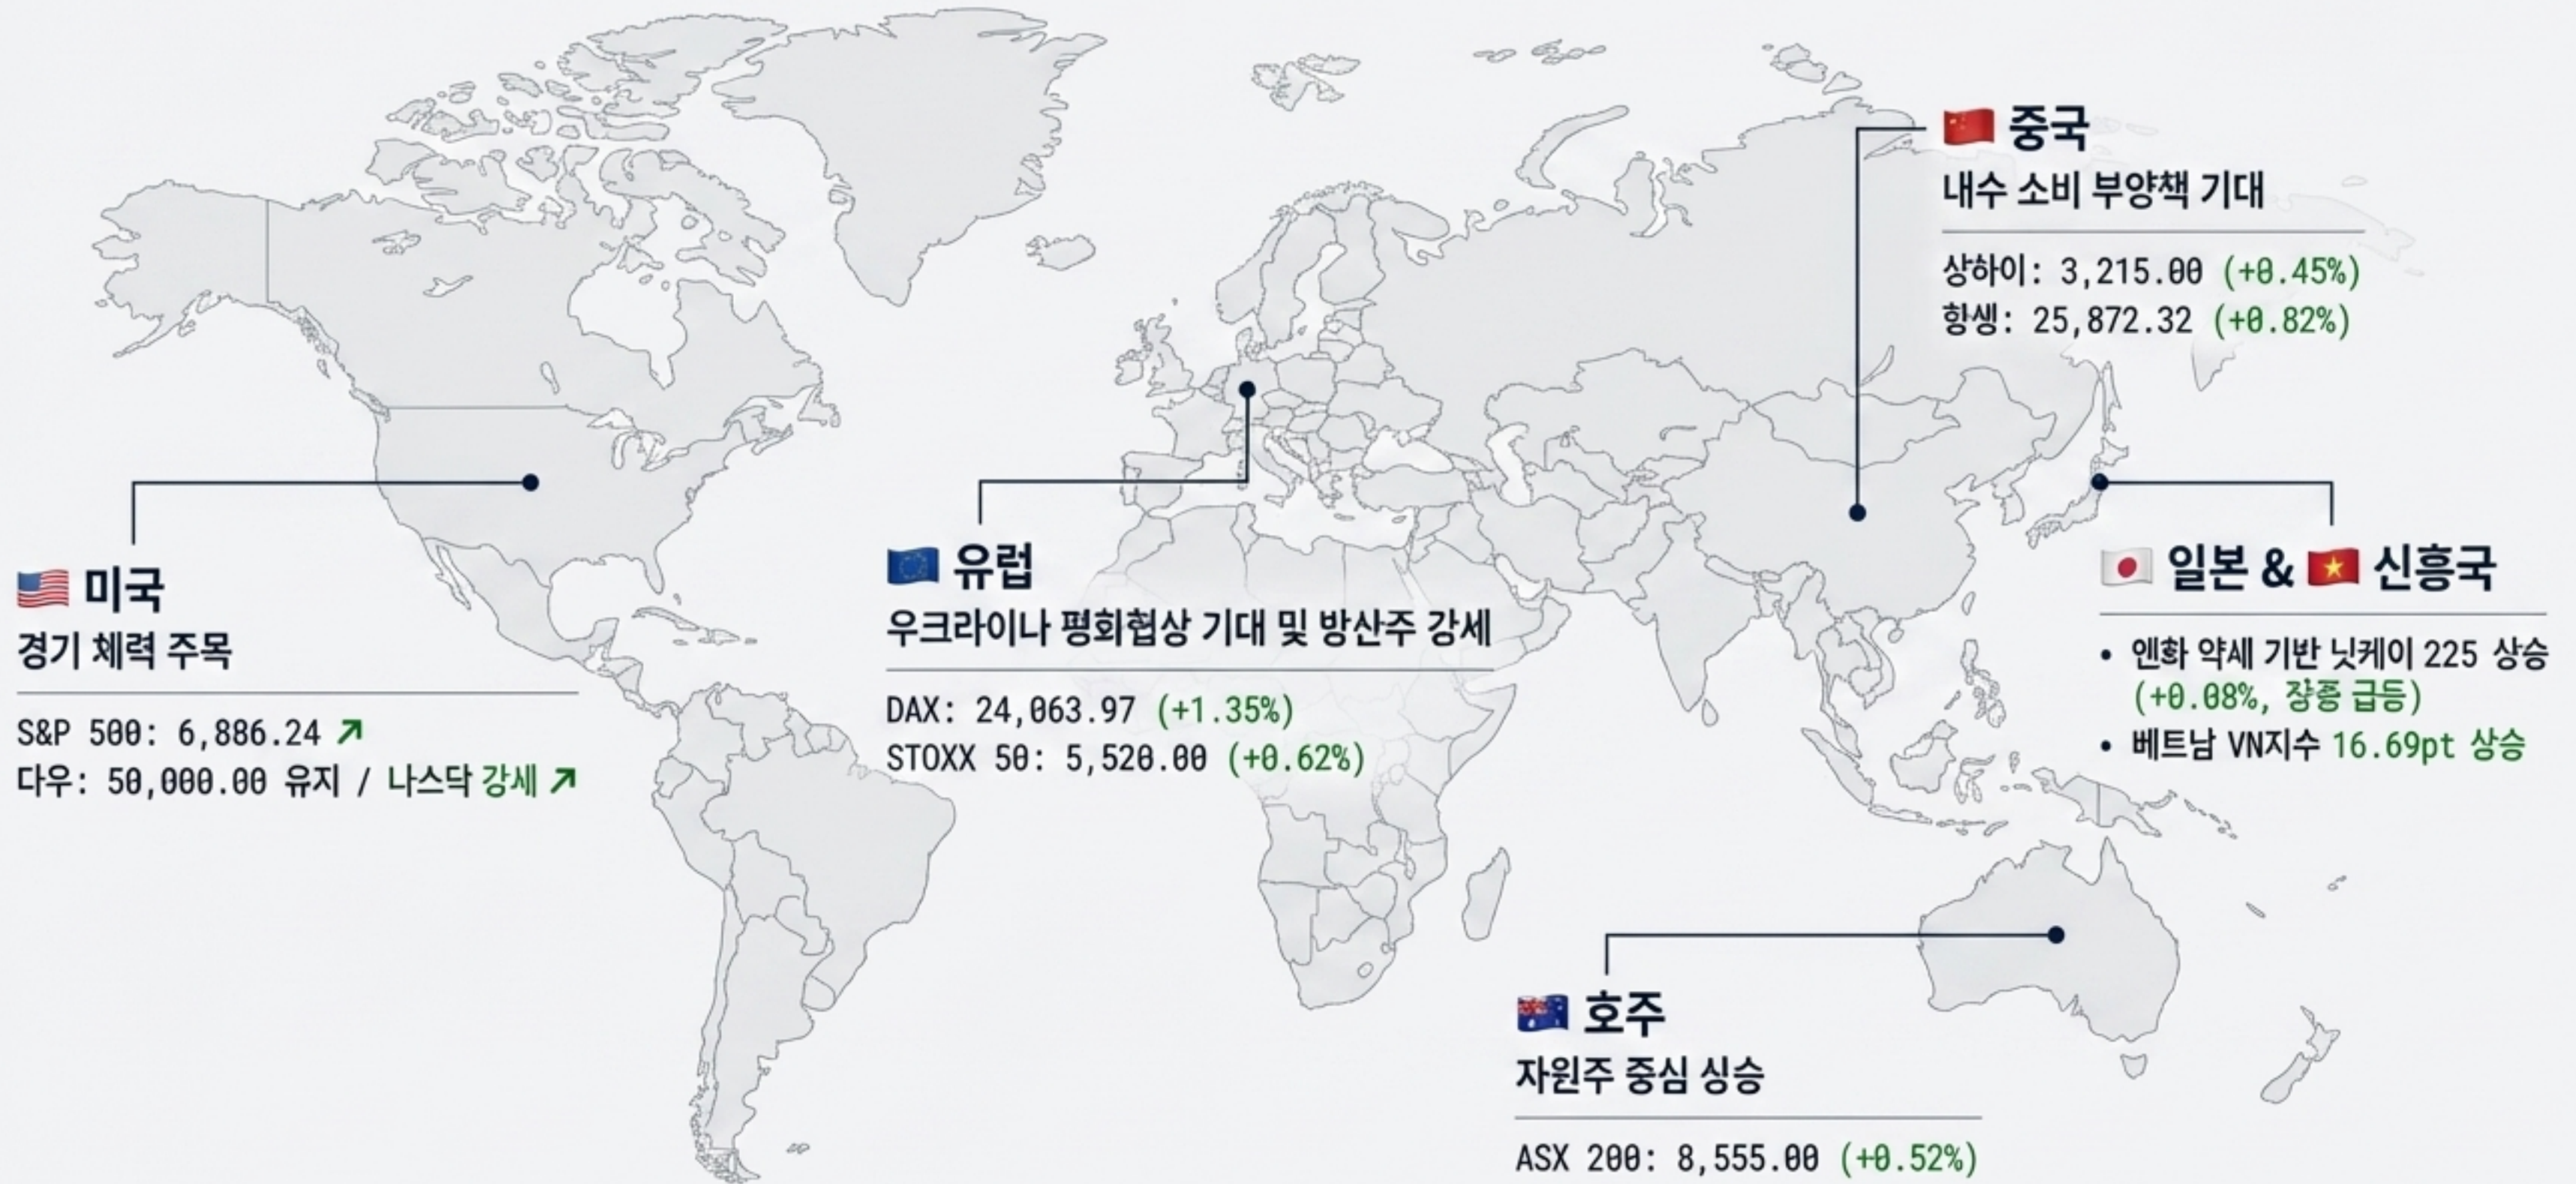 중국
내수 소비 부양책 기대
상하이: 3,215.00 (+0.45%)
항생: 25,872.32 (+0.82%)
미국
경기 체력 주목
S&P 500: 6,886.24 ↗
다우: 50,000.00 유지 / 나스닥 강세 ↗
유럽
우크라이나 평화협상 기대 및 방산주 강세
DAX: 24,063.97 (+1.35%)
STOXX 50: 5,520.00 (+0.62%)
일본 & 신흥국
• 엔화 약세 기반 닛케이 225 상승
(+0.08%, 장중 급등)
• 베트남 VN지수 16.69pt 상승
호주
자원주 중심 싱승
ASX 200: 8,555.00 (+0.52%)